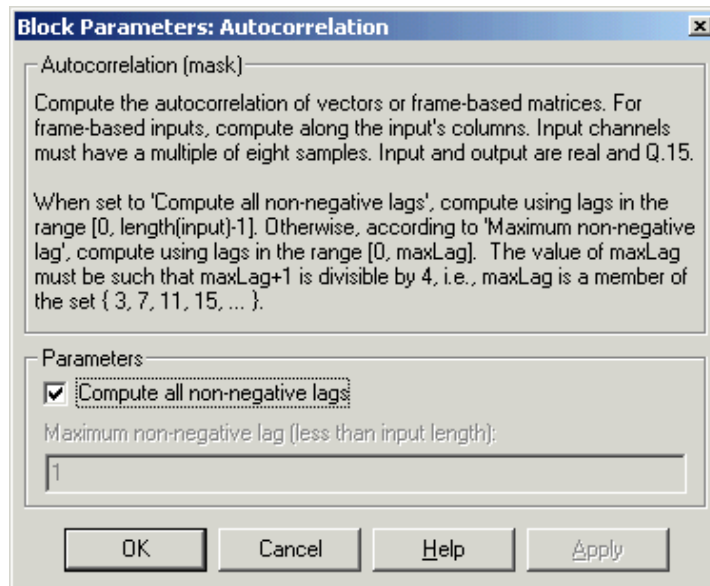 Block Parameters: Autocorrelation
Autocorrelation (mask)
Compute the autocorrelation of vectors or frame-based matrices. For
frame-based inputs, compute along the input's columns. Input channels
must have a multiple of eight samples. Input and output are real and Q.15.
When set to 'Compute all non-negative lags', compute using lags in the
range [0, length(input)-1]. Otherwise, according to 'Maximum non-negative
lag', compute using lags in the range [0, maxLag].  The value of maxLag
must be such that maxLag+1 is divisible by 4, i.e., maxLag is a member of
the set { 3, 7, 11, 15, ... }.
Parameters
Compute all non-negative lags
Maximum non-negative lag (less than input length):
1
OK Cancel Help Apply